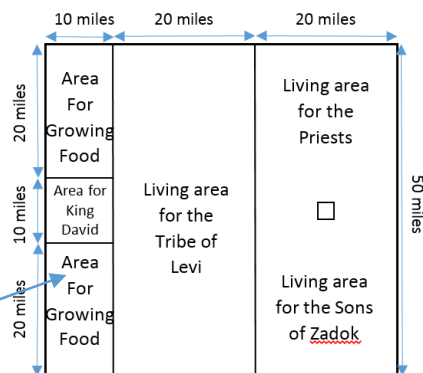 10 miles
20 miles
20 miles
20 miles
10 miles
20 miles
Area
For
Growing
Food
Area for
King
David
Area
For
Growing
Food
Living area
for the
Tribe of
Levi
Living area
for the
Priests
Living area
for the Sons
of Zadok
50 miles